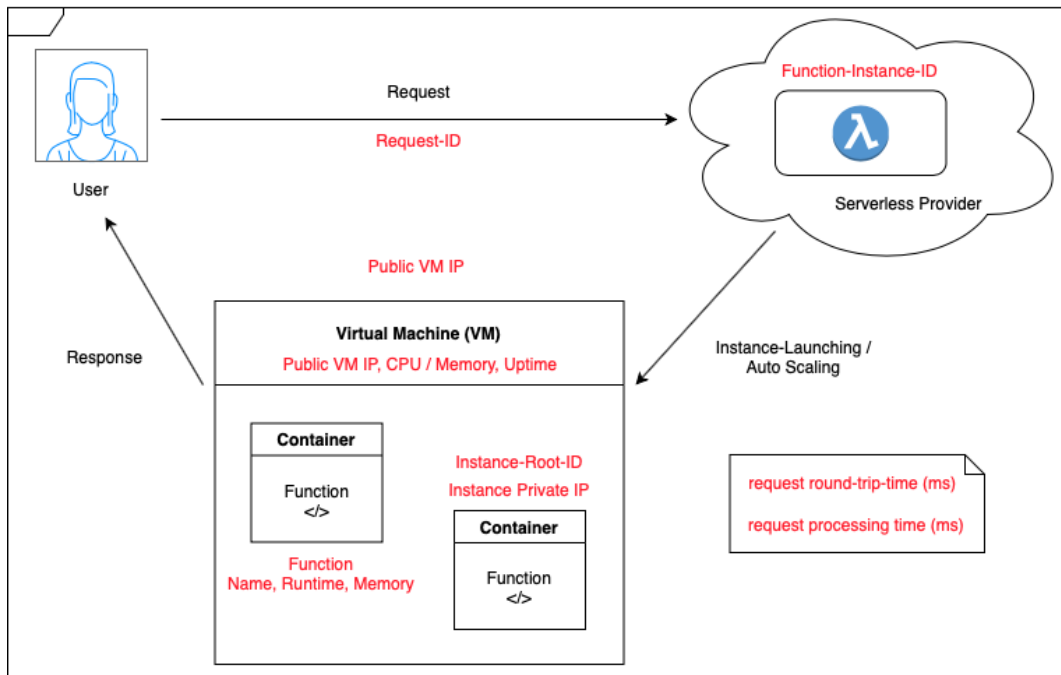 Function-Instance-ID
Request
Request-ID
λ
User
Serverless Provider
Public VM IP
Virtual Machine (VM)
Public VM IP, CPU / Memory, Uptime
Response
Instance-Launching /
Auto Scaling
Container
Function
</>
Function
Name, Runtime, Memory
Instance-Root-ID
Instance Private IP
Container
Function
</>
request round-trip-time (ms)
request processing time (ms)